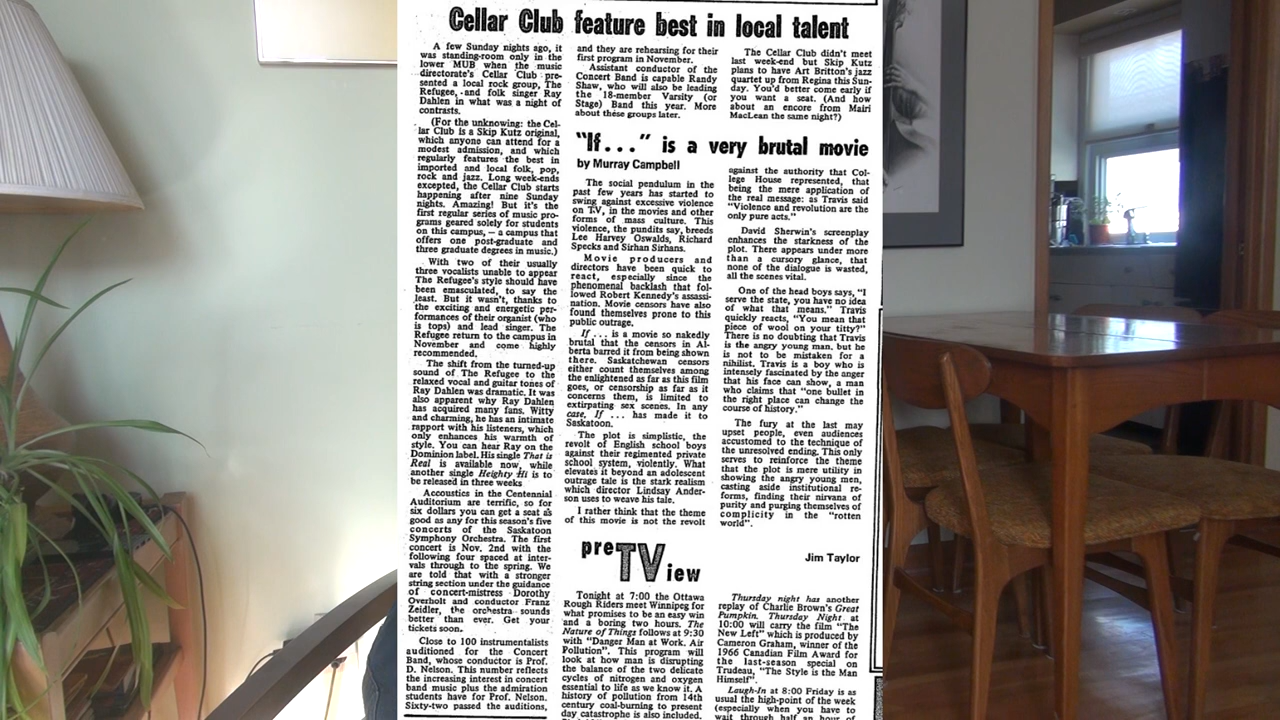 Cellar Club feature best in local talent
A few Sunday nights ago, it
was standing-room only in the
lower MUB when the music
directorate's Cellar Club pre-
sented a local rock group, The
Refugee, and folk singer Ray
Dahlen in what was a night of
contrasts.
(For the unknowing: the Cel-
lar Club is a Skip Kutz original,
which anyone can attend for a
modest admission, and which
regularly features the best in
imported and local folk, pop,
rock and jazz. Long week-ends
excepted, the Cellar Club starts
happening after nine Sunday
nights. Amazing! But it's the
first regular series of music pro-
grams geared solely for students
on this campus, — a campus that
offers one post-graduate and
three graduate degrees in music.)
With two of their usually
three vocalists unable to appear
The Refugee's style should have
been emasculated, to say the
least. But it wasn't, thanks to
the exciting and energetic per-
formances of their organist (who
is tops) and lead singer. The
Refugee return to the campus in
November and come highly
recommended.
The shift from the turned-up
sound of The Refugee to the
relaxed vocal and guitar tones of
Ray Dahlen was dramatic. It was
also apparent why Ray Dahlen
has acquired many fans. Witty
and charming, he has an intimate
rapport with his listeners, which
only enhances his warmth of
style. You can hear Ray on the
Dominion label. His single That is
Real is available now, while
another single Heighty Hi is to
be released in three weeks
Accoustics in the Centennial
Auditorium are terrific, so for
six dollars you can get a seat as
good as any for this season's five
concerts of the Saskatoon
Symphony Orchestra. The first
concert is Nov. 2nd with the
following four spaced at inter-
vals through to the spring. We
are told that with a stronger
string section under the guidance
of concert-mistress Dorothy
Overholt and conductor Franz
Zeidler, the orchestra sounds
better than ever. Get your
tickets soon.
Close to 100 instrumentalists
auditioned for the Concert
Band, whose conductor is Prof.
D. Nelson. This number reflects
the increasing interest in concert
band music plus the admiration
students have for Prof. Nelson.
Sixty-two passed the auditions,
and they are rehearsing for their
first program in November.
Assistant conductor of the
Concert Band is capable Randy
Shaw, who will also be leading
the 18-member Varsity (or
Stage) Band this year. More
about these groups later.
The Cellar Club didn't meet
last week-end but Skip Kutz
plans to have Art Britton's jazz
quartet up from Regina this Sun-
day. You'd better come early if
you want a seat. (And how
about an encore from Mairi
MacLean the same night?)
"If..." is a very brutal movie
by Murray Campbell
The social pendulum in the
past few years has started to
swing against excessive violence
on T.V, in the movies and other
forms of mass culture. This
violence, the pundits say, breeds
Lee Harvey Oswalds, Richard
Specks and Sirhan Sirhans.
Movie producers and
directors have been quick to
react, especially since the
phenomenal backlash that fol-
lowed Robert Kennedy's assassi-
nation. Movie censors have also
found themselves prone to this
public outrage.
If . . . is a movie so nakedly
brutal that the censors in Al-
berta barred it from being shown
there. Saskatchewan censors
either count themselves among
the enlightened as far as this film
goes, or censorship as far as it
concerns them, is limited to
extirpating sex scenes. In any
case, If . . . has made it to
Saskatoon.
The plot is simplistic, the
revolt of English school boys
against their regimented private
school system, violently. What
elevates it beyond an adolescent
outrage tale is the stark realism
which director Lindsay Ander-
son uses to weave his tale.
I rather think that the theme
of this movie is not the revolt
against the authority that Col-
lege House represented, that
being the mere application of
the real message: as Travis said
"Violence and revolution are the
only pure acts."
David Sherwin's screenplay
enhances the starkness of the
plot. There appears under more
than a cursory glance, that
none of the dialogue is wasted,
all the scenes vital.
One of the head boys says, "I
serve the state, you have no idea
of what that means." Travis
quickly reacts, "You mean that
piece of wool on your titty?"
There is no doubting that Travis
is the angry young man, but he
is not to be mistaken for a
nihilist. Travis is a boy who is
intensely fascinated by the anger
that his face can show, a man
who claims that "one bullet in
the right place can change the
course of history."
The fury at the last may
upset people, even audiences
accustomed to the technique of
the unresolved ending. This only
serves to reinforce the theme
that the plot is mere utility in
showing the angry young men,
casting aside institutional re-
forms, finding their nirvana of
purity and purging themselves of
complicity in the "rotten
world".
preTView
Jim Taylor
Tonight at 7:00 the Ottawa
Rough Riders meet Winnipeg for
what promises to be an easy win
and a boring two hours. The
Nature of Things follows at 9:30
with "Danger Man at Work. Air
Pollution". This program will
look at how man is disrupting
the balance of the two delicate
cycles of nitrogen and oxygen
essential to life as we know it. A
history of pollution from 14th
century coal-burning to present
day catastrophe is also included.
Thursday night has another
replay of Charlie Brown's Great
Pumpkin. Thursday Night at
10:00 will carry the film "The
New Left" which is produced by
Cameron Graham, winner of the
1966 Canadian Film Award for
the last-season special on
Trudeau, "The Style is the Man
Himself".
Laugh-In at 8:00 Friday is as
usual the high-point of the week
(especially when you have to
wait through half an hour of